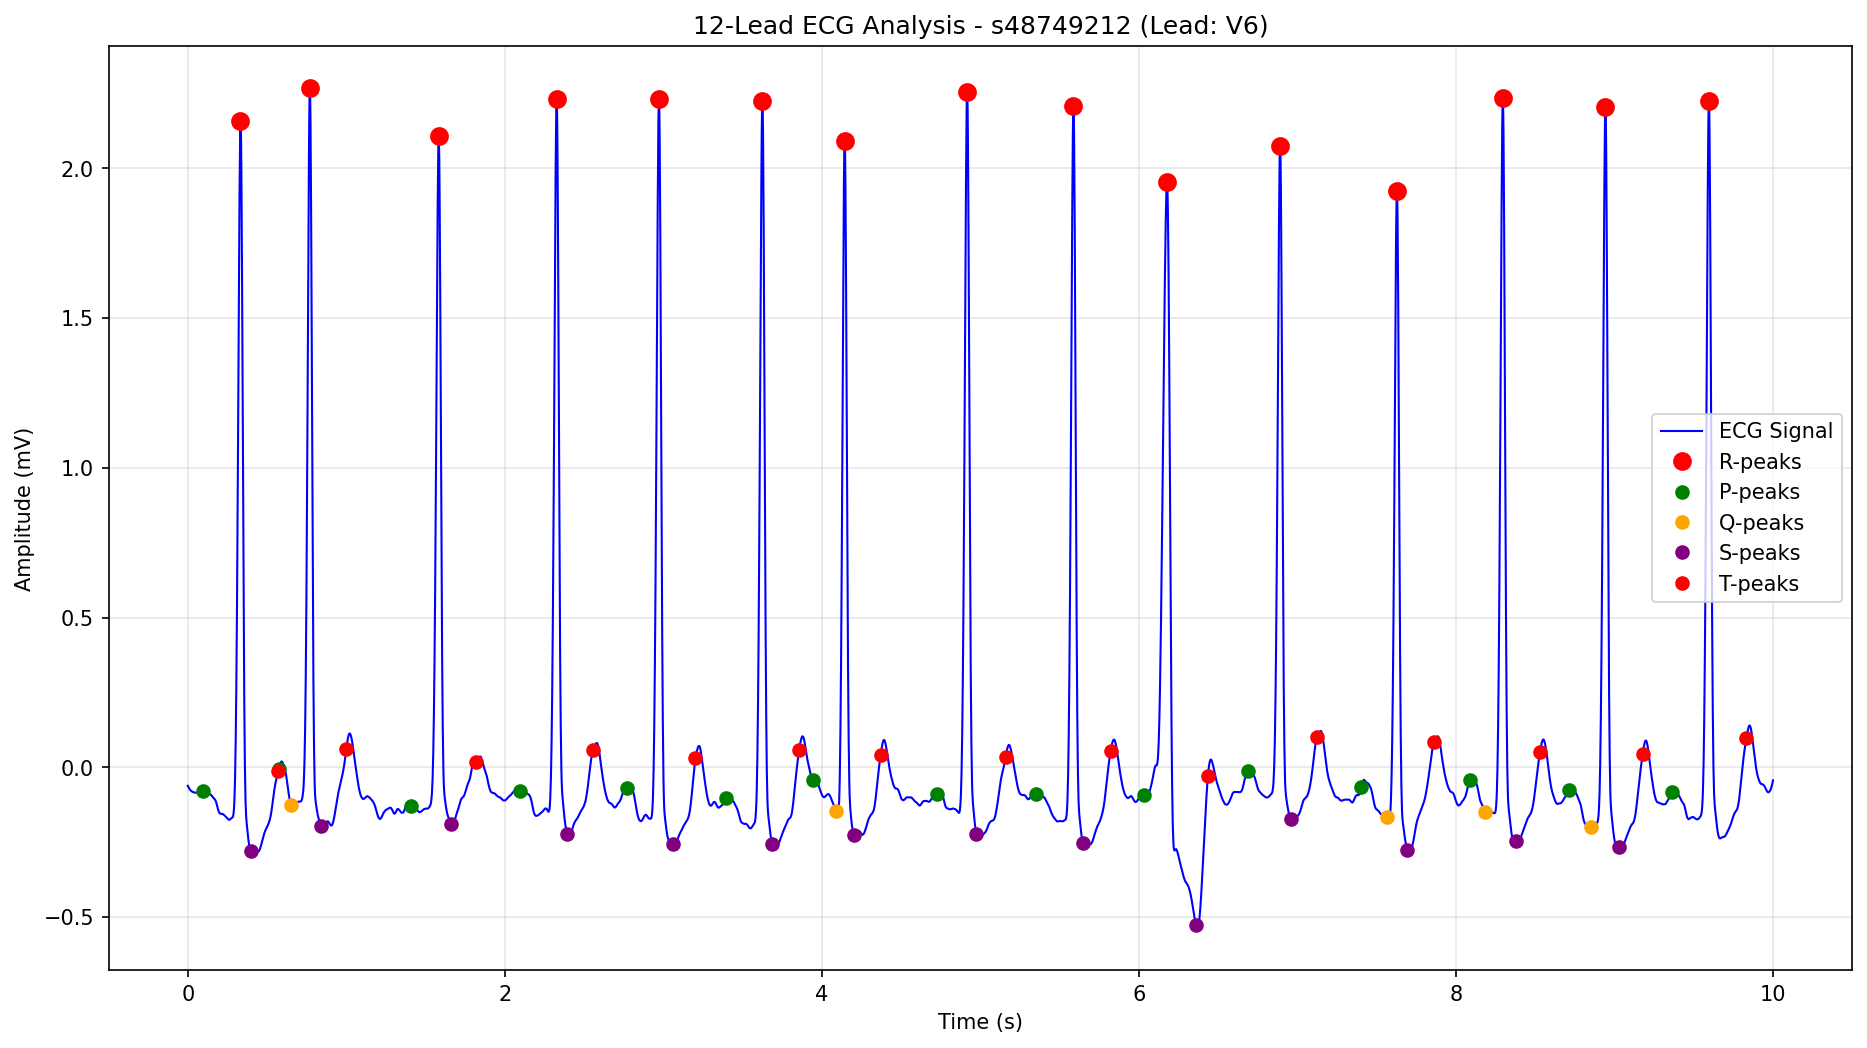 12-Lead ECG Analysis - s48749212 (Lead: V6)
Amplitude (mV)
2.0
1.5
1.0
0.5
0.0
−0.5
ECG Signal
R-peaks
P-peaks
Q-peaks
S-peaks
T-peaks
0 2 4 6 8 10
Time (s)